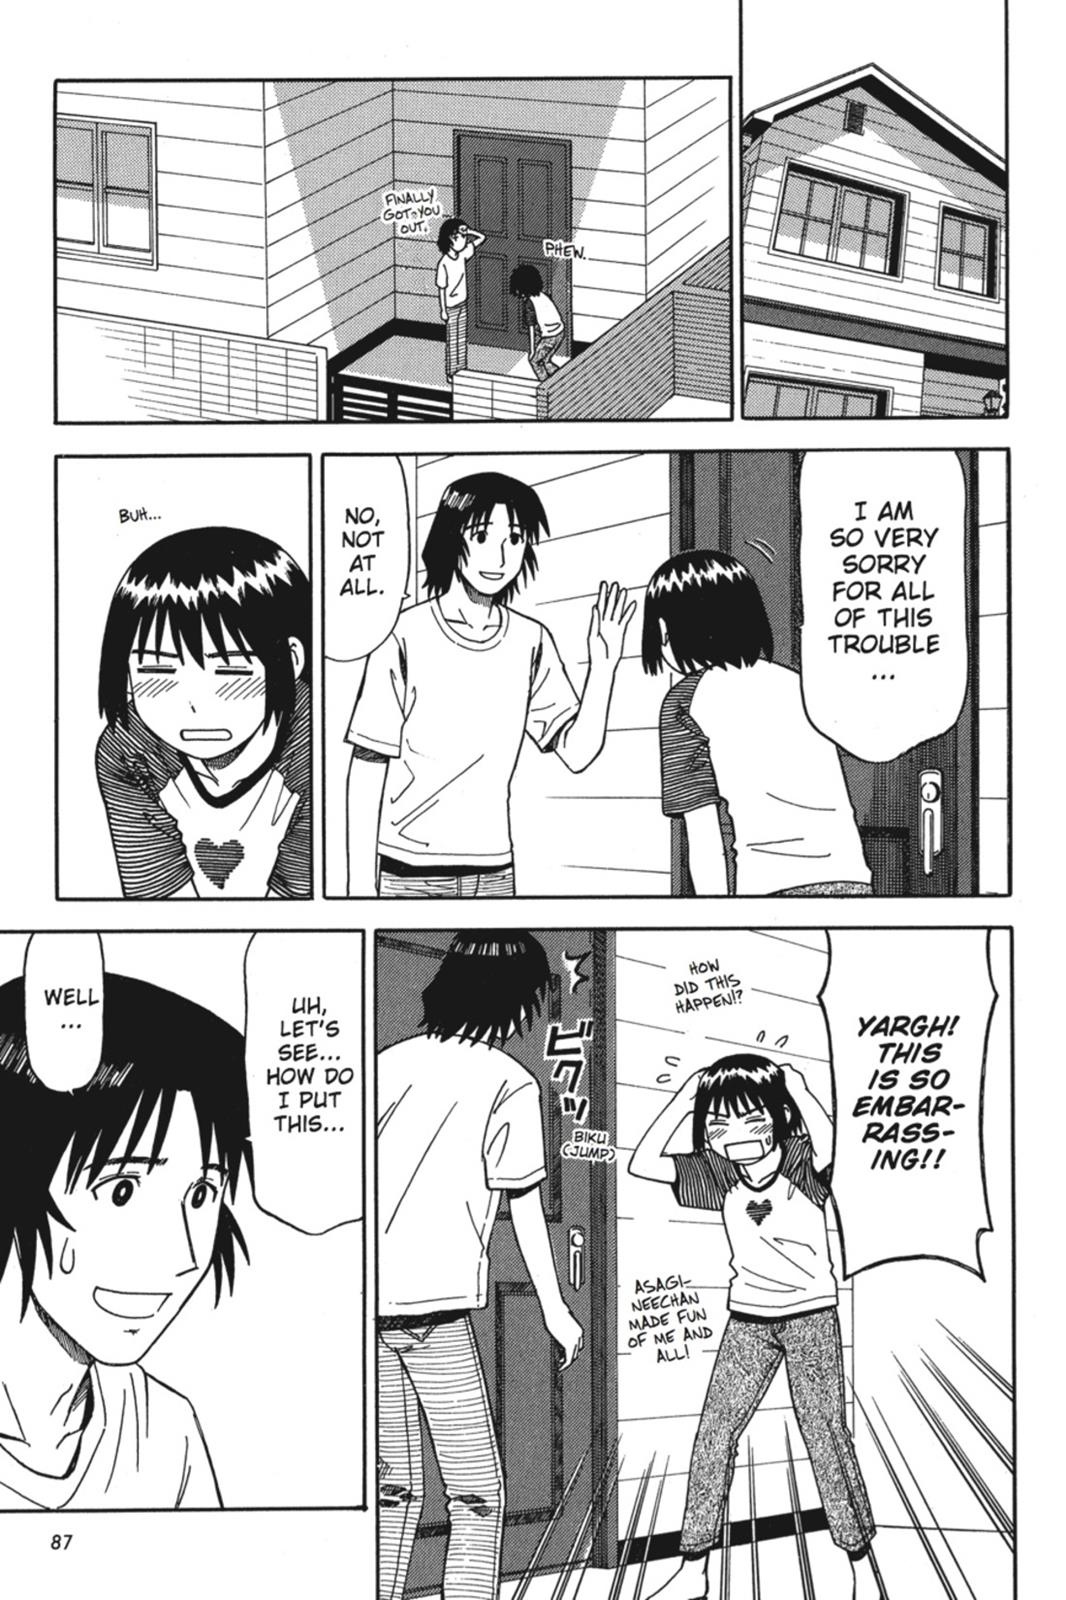 PHEW.
FINALLY
GOT YOU
OUT.
I AM
SO VERY
SORRY
FOR ALL
OF THIS
TROUBLE
...
NO,
NOT
AT
ALL.
BUH...
YARGH!
THIS
IS SO
EMBAR-
RASS-
ING!!
HOW
DID THIS
HAPPEN!?
ビクッ
BIKU
(JUMP)
ASAGI-
NEECHAN
MADE FUN
OF ME AND
ALL!
UH,
LET'S
SEE...
HOW DO
I PUT
THIS...
WELL
...
87